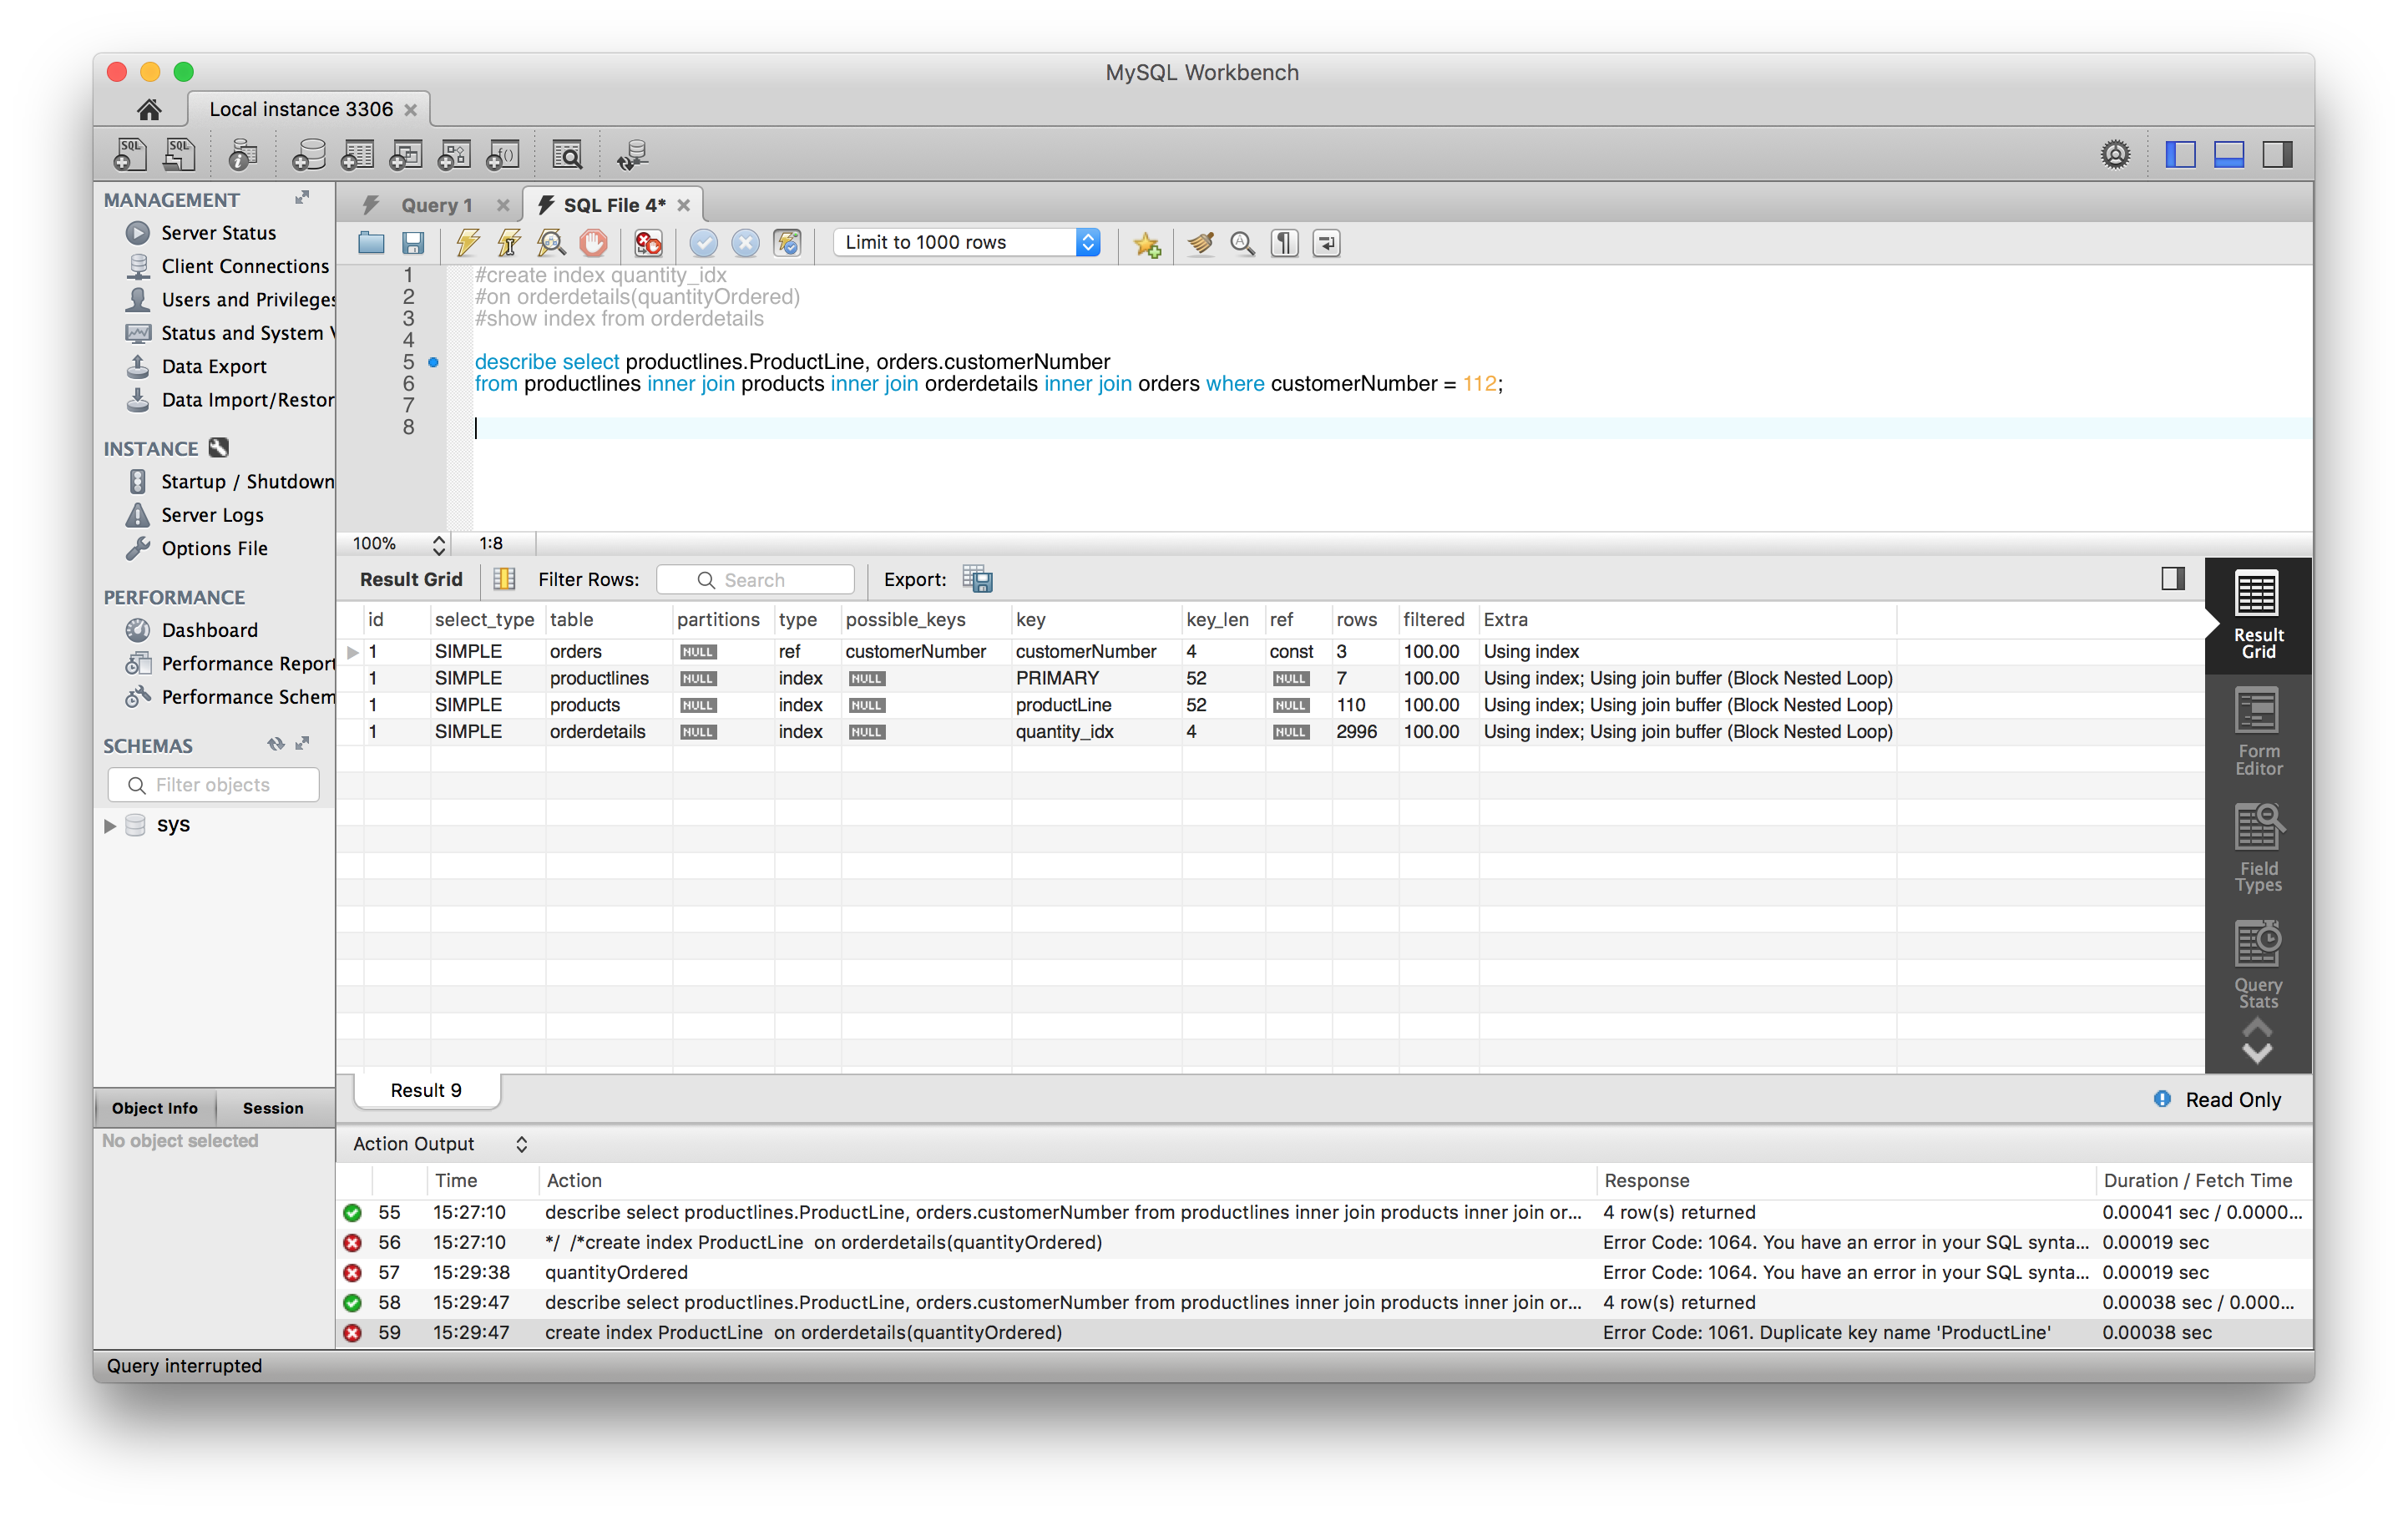 MySQL Workbench
Local instance 3306
MANAGEMENT
Server Status
Client Connections
Users and Privileges
Status and System V
Data Export
Data Import/Restor
INSTANCE
Startup / Shutdown
Server Logs
Options File
PERFORMANCE
Dashboard
Performance Report
Performance Schem
SCHEMAS
Filter objects
sys
Object Info Session
No object selected
Query 1 SQL File 4*
Limit to 1000 rows
1 #create index quantity_idx
2 #on orderdetails(quantityOrdered)
3 #show index from orderdetails
4
5 describe select productlines.ProductLine, orders.customerNumber
6 from productlines inner join products inner join orderdetails inner join orders where customerNumber = 112;
7
8
100% 1:8
Result Grid Filter Rows: Search Export:
id select_type table partitions type possible_keys key key_len ref rows filtered Extra
1 SIMPLE orders NULL ref customerNumber customerNumber 4 const 3 100.00 Using index
1 SIMPLE productlines NULL index NULL PRIMARY 52 NULL 7 100.00 Using index; Using join buffer (Block Nested Loop)
1 SIMPLE products NULL index NULL productLine 52 NULL 110 100.00 Using index; Using join buffer (Block Nested Loop)
1 SIMPLE orderdetails NULL index NULL quantity_idx 4 NULL 2996 100.00 Using index; Using join buffer (Block Nested Loop)
Result
Grid
Form
Editor
Field
Types
Query
Stats
Result 9
Read Only
Action Output
Time Action Response Duration / Fetch Time
55 15:27:10 describe select productlines.ProductLine, orders.customerNumber from productlines inner join products inner join or... 4 row(s) returned 0.00041 sec / 0.0000...
56 15:27:10 */ /*create index ProductLine on orderdetails(quantityOrdered) Error Code: 1064. You have an error in your SQL synta... 0.00019 sec
57 15:29:38 quantityOrdered Error Code: 1064. You have an error in your SQL synta... 0.00019 sec
58 15:29:47 describe select productlines.ProductLine, orders.customerNumber from productlines inner join products inner join or... 4 row(s) returned 0.00038 sec / 0.000...
59 15:29:47 create index ProductLine on orderdetails(quantityOrdered) Error Code: 1061. Duplicate key name 'ProductLine' 0.00038 sec
Query interrupted